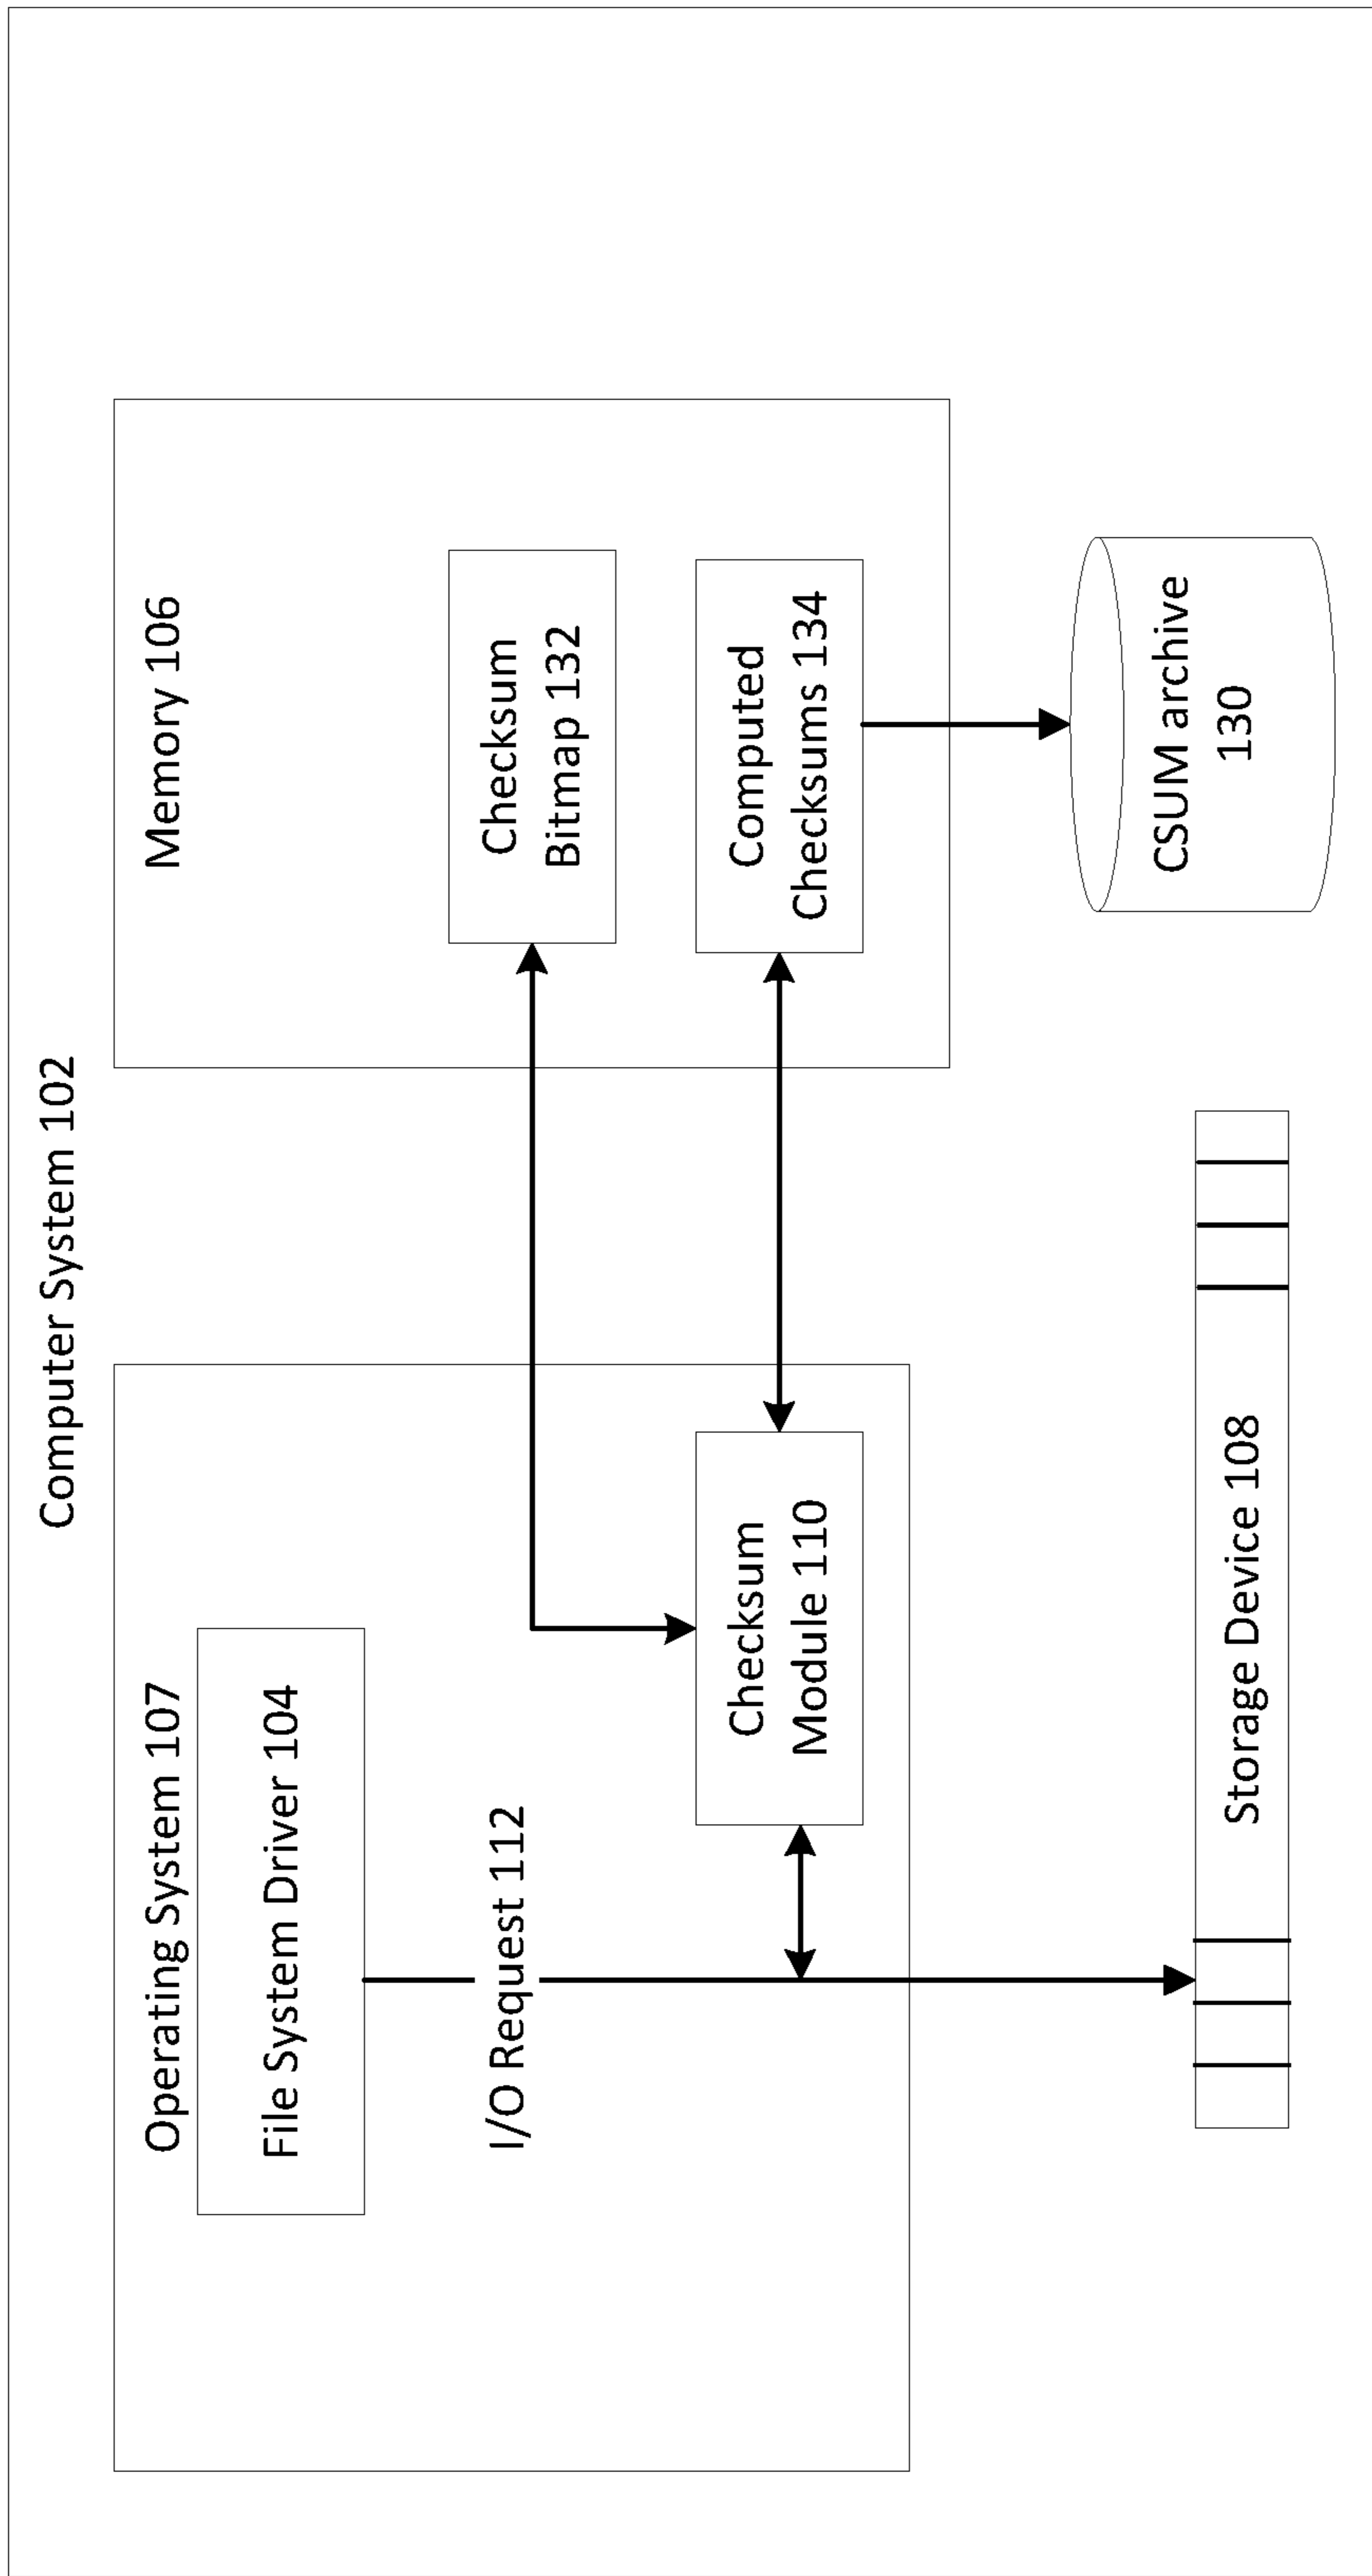 Computer System 102
Operating System 107
File System Driver 104
I/O Request 112
Checksum
Module 110
Memory 106
Checksum
Bitmap 132
Computed
Checksums 134
Storage Device 108
CSUM archive
130